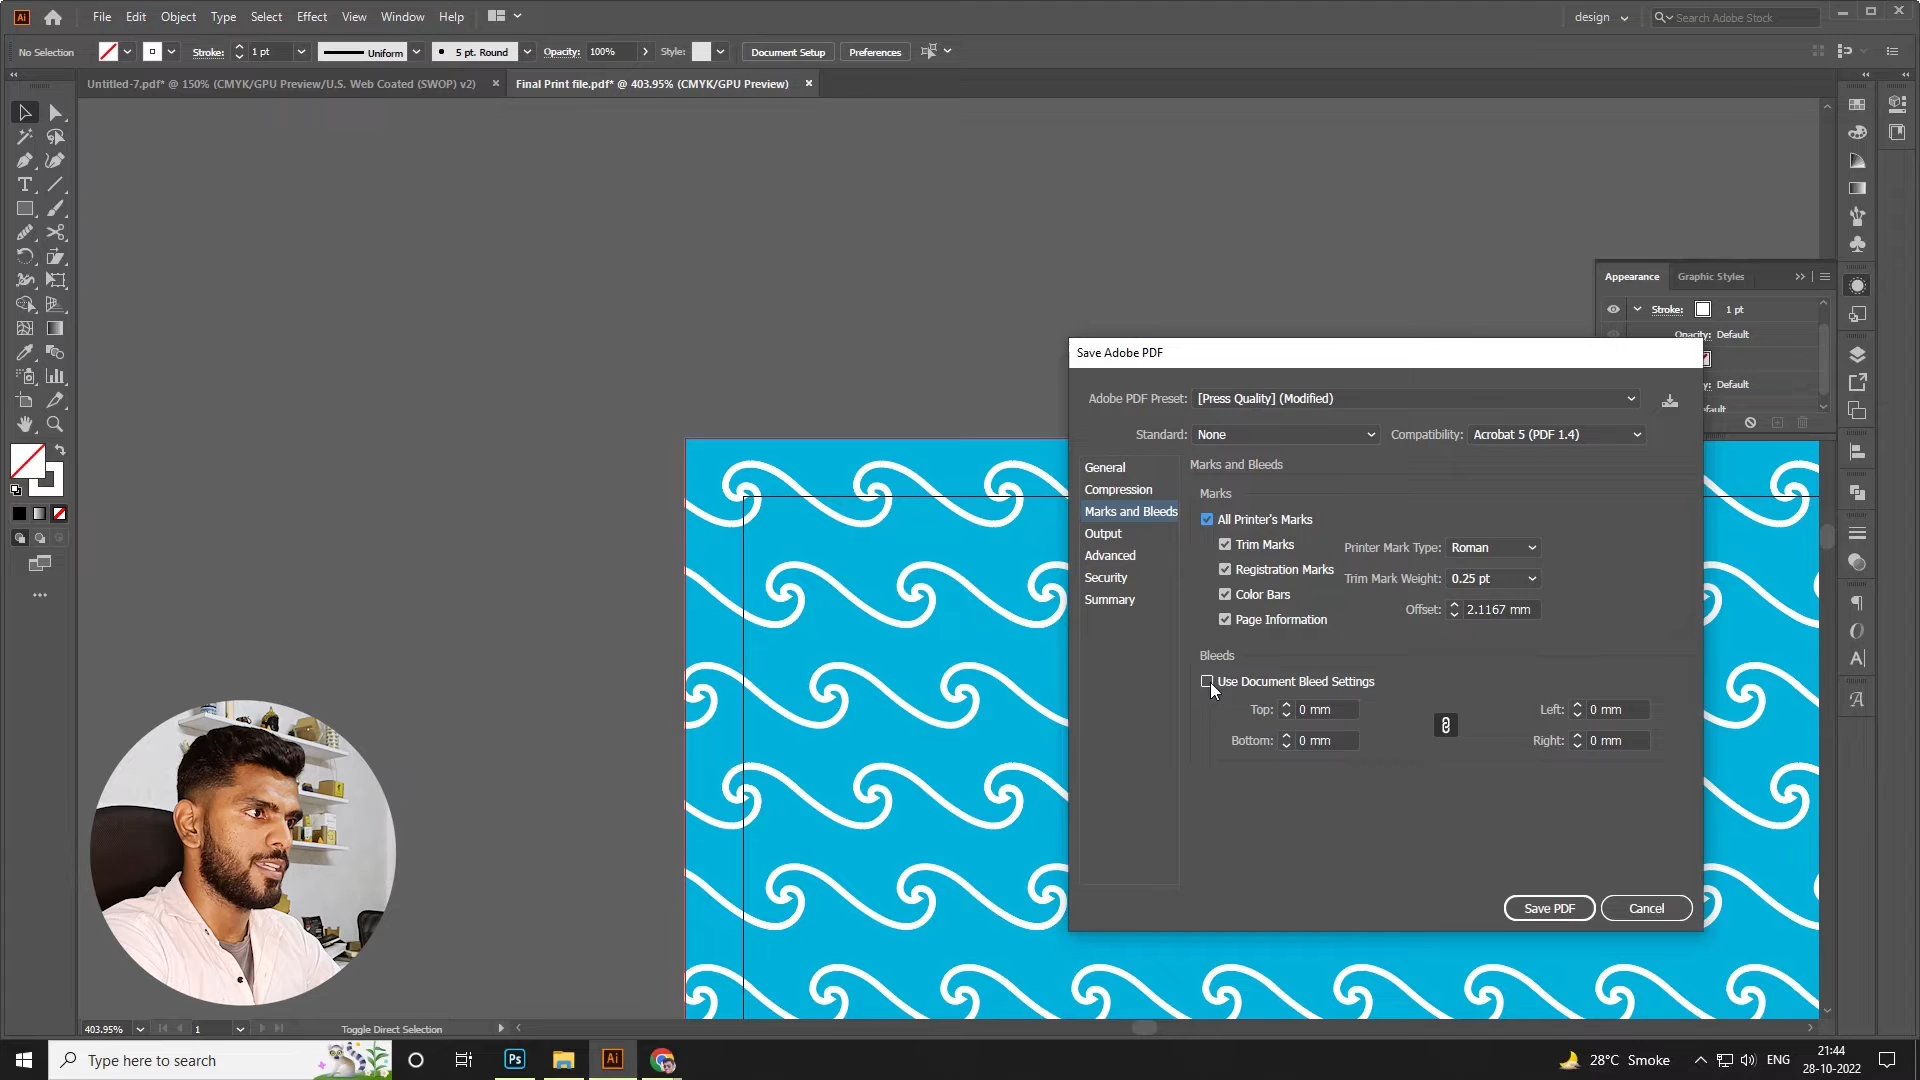 Ai File Edit Object Type Select Effect View Window Help design Search Adobe Stock
No Selection Stroke: 1 pt Uniform 5 pt. Round Opacity: 100% Style: Document Setup Preferences
Untitled-7.pdf* @ 150% (CMYK/GPU Preview/U.S. Web Coated (SWOP) v2) × Final Print file.pdf* @ 403.95% (CMYK/GPU Preview) ×
Appearance Graphic Styles
Stroke: 1 pt
Opacity: Default
Default
Save Adobe PDF
Adobe PDF Preset: [Press Quality] (Modified)
Standard: None Compatibility: Acrobat 5 (PDF 1.4)
General
Compression
Marks and Bleeds
Output
Advanced
Security
Summary
Marks and Bleeds
Marks
All Printer's Marks
Trim Marks
Registration Marks
Color Bars
Page Information
Printer Mark Type: Roman
Trim Mark Weight: 0.25 pt
Offset: 2.1167 mm
Bleeds
Use Document Bleed Settings
Top: 0 mm Left: 0 mm
Bottom: 0 mm Right: 0 mm
Save PDF Cancel
403.95% 1 Toggle Direct Selection
Type here to search Ps Ai 28°C Smoke ENG 21:44
28-10-2022